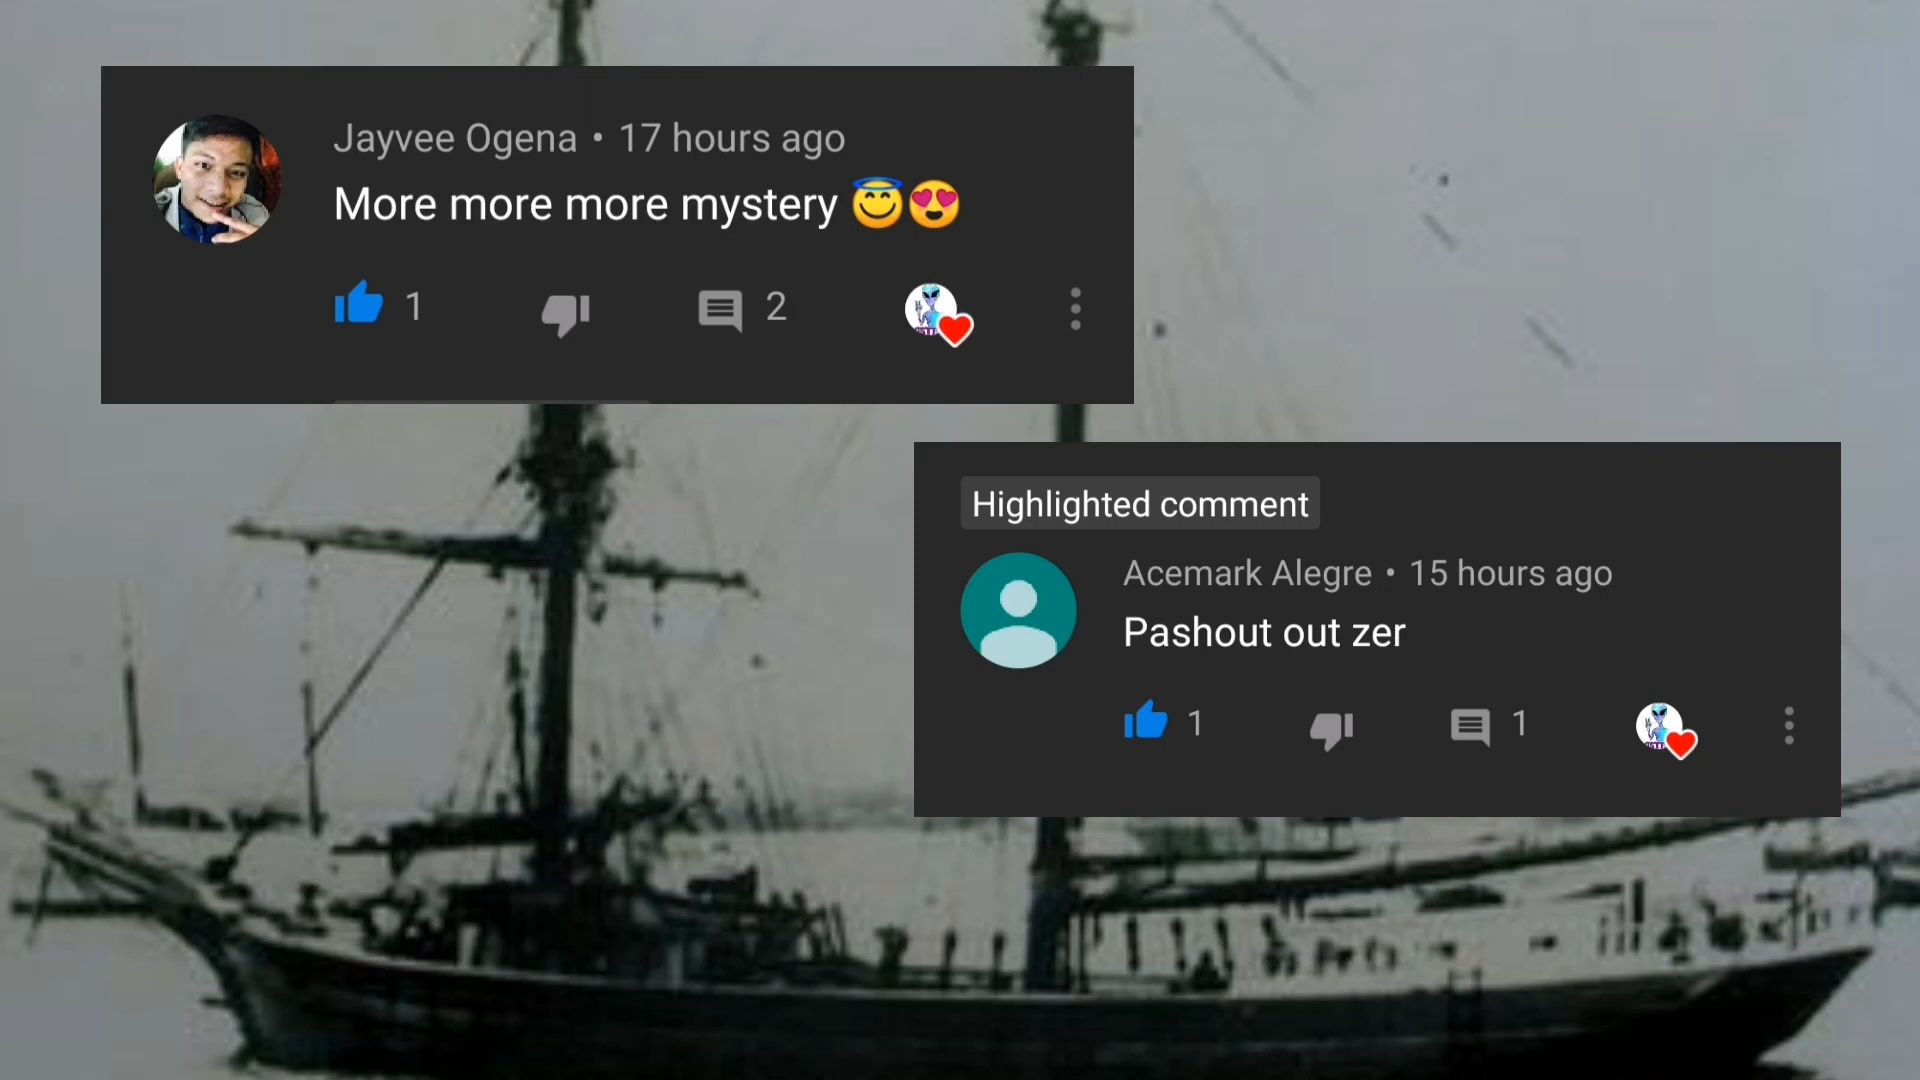 Jayvee Ogena • 17 hours ago
More more more mystery 😇😍
1
2
Highlighted comment
Acemark Alegre • 15 hours ago
Pashout out zer
1
1